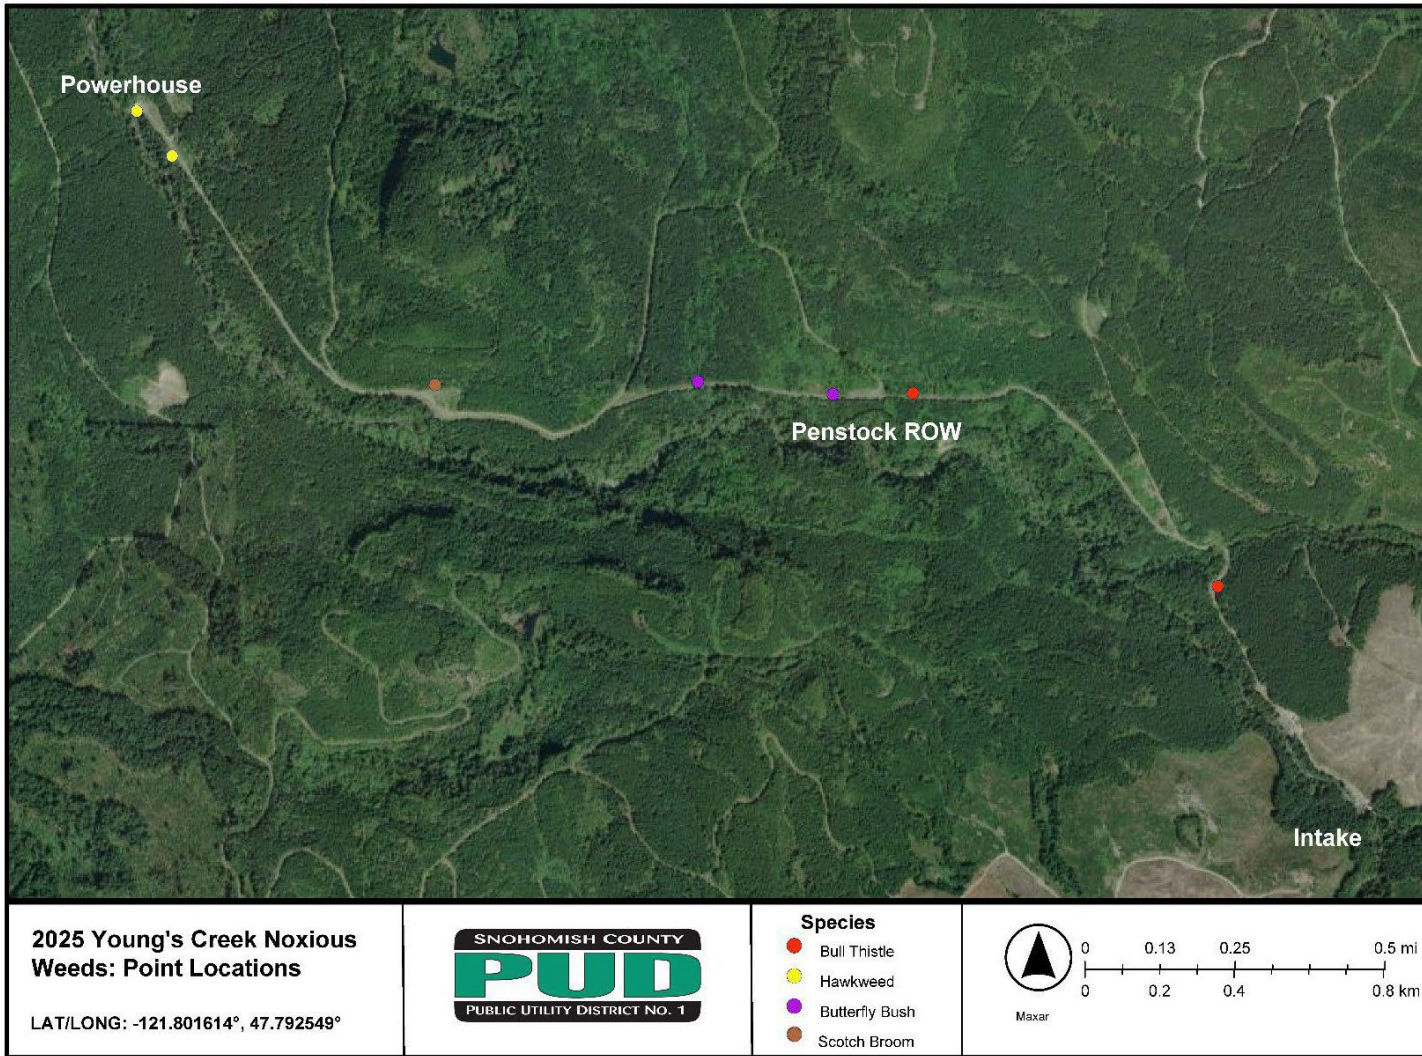 Powerhouse
Penstock ROW
Intake
2025 Young's Creek Noxious
Weeds: Point Locations
LAT/LONG: -121.801614°, 47.792549°
SNOHOMISH COUNTY
PUD
PUBLIC UTILITY DISTRICT NO. 1
Species
Bull Thistle
Hawkweed
Butterfly Bush
Scotch Broom
Maxar
0 0.13 0.25 0.5 mi
0 0.2 0.4 0.8 km